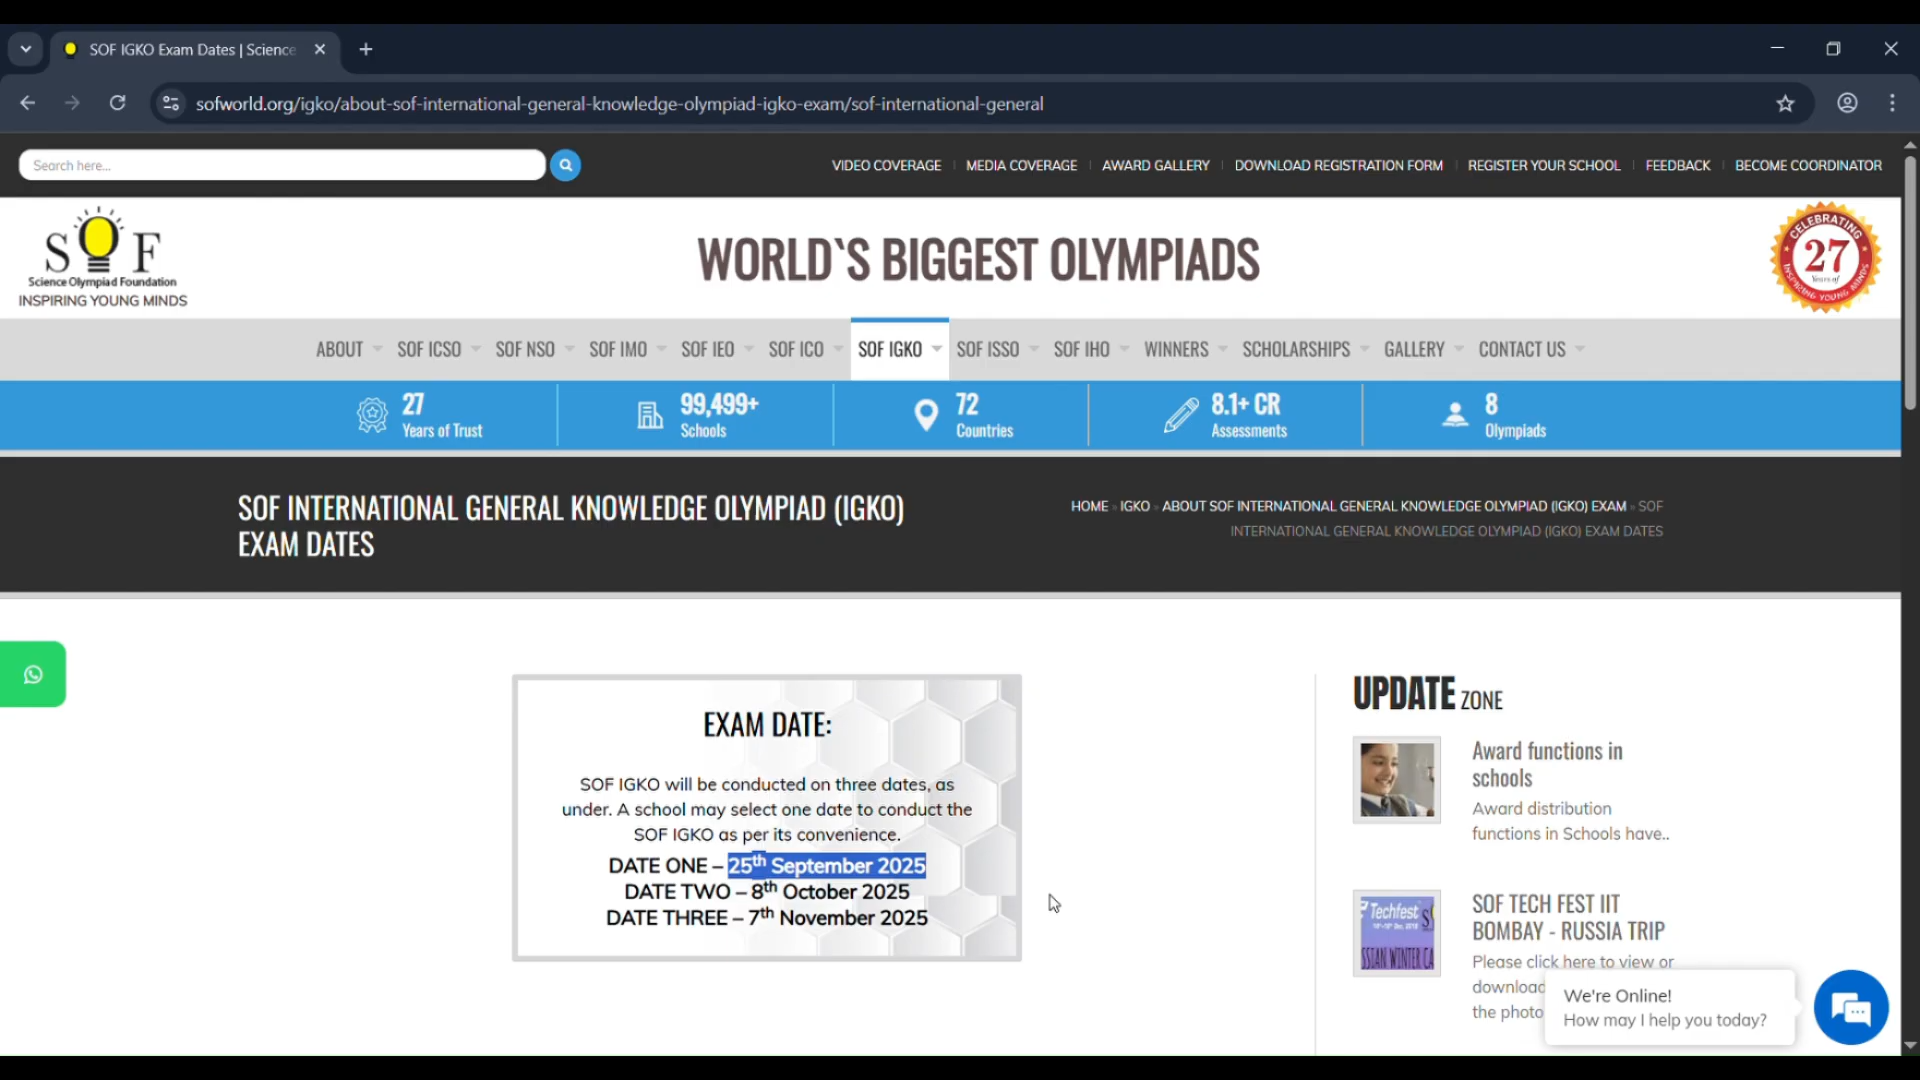 SOF IGKO Exam Dates | Science
sofworld.org/igko/about-sof-international-general-knowledge-olympiad-igko-exam/sof-international-general
Search here...
VIDEO COVERAGE
MEDIA COVERAGE
AWARD GALLERY
DOWNLOAD REGISTRATION FORM
REGISTER YOUR SCHOOL
FEEDBACK
BECOME COORDINATOR
SOF
Science Olympiad Foundation
INSPIRING YOUNG MINDS
WORLD`S BIGGEST OLYMPIADS
CELEBRATING
27
Years of
INSPIRING YOUNG MINDS
ABOUT
SOF ICSO
SOF NSO
SOF IMO
SOF IEO
SOF ICO
SOF IGKO
SOF ISSO
SOF IHO
WINNERS
SCHOLARSHIPS
GALLERY
CONTACT US
27
Years of Trust
99,499+
Schools
72
Countries
8.1+ CR
Assessments
8
Olympiads
SOF INTERNATIONAL GENERAL KNOWLEDGE OLYMPIAD (IGKO)
EXAM DATES
HOME » IGKO » ABOUT SOF INTERNATIONAL GENERAL KNOWLEDGE OLYMPIAD (IGKO) EXAM » SOF
INTERNATIONAL GENERAL KNOWLEDGE OLYMPIAD (IGKO) EXAM DATES
EXAM DATE:
SOF IGKO will be conducted on three dates, as
under. A school may select one date to conduct the
SOF IGKO as per its convenience.
DATE ONE – 25th September 2025
DATE TWO – 8th October 2025
DATE THREE – 7th November 2025
UPDATE ZONE
Award functions in
schools
Award distribution
functions in Schools have..
Techfest
SSIAN WINTER CA
SOF TECH FEST IIT
BOMBAY - RUSSIA TRIP
Please click here to view or
download
the photo
We're Online!
How may I help you today?